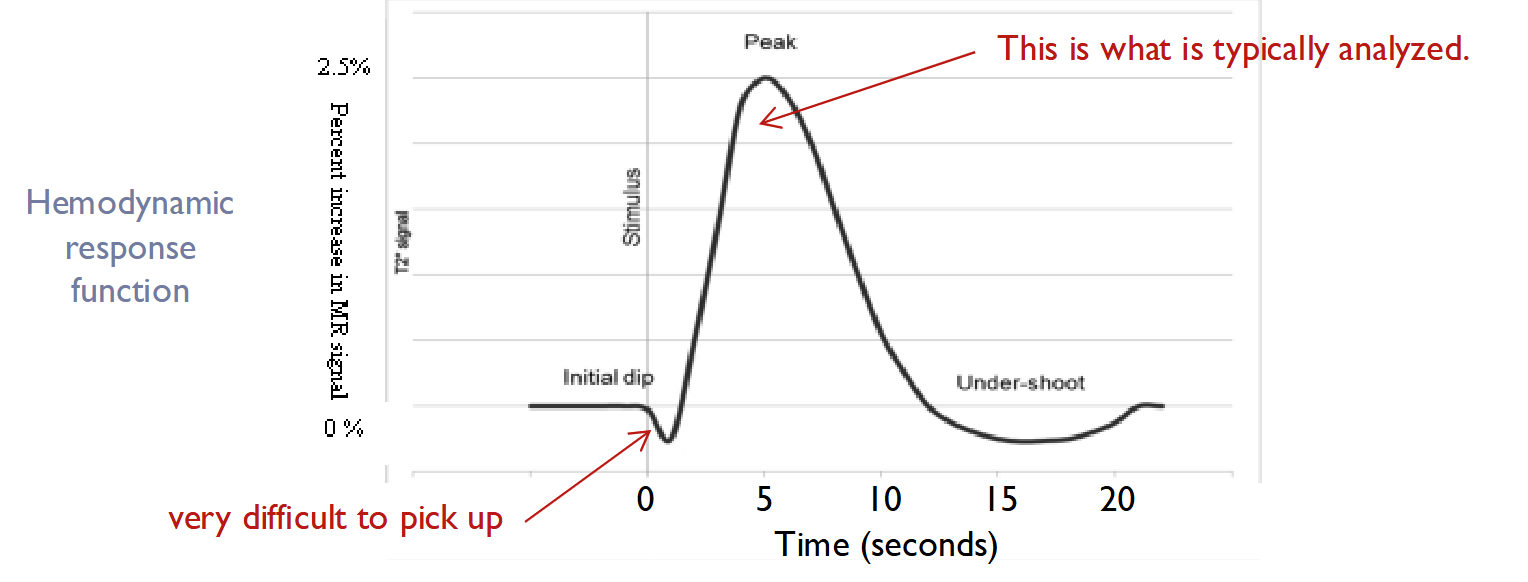 Peak
This is what is typically analyzed.
2.5%
Percent increase in MR signal
Stimulus
T2* signal
Hemodynamic
response
function
Initial dip
Under-shoot
0 %
0 5 10 15 20
very difficult to pick up
Time (seconds)